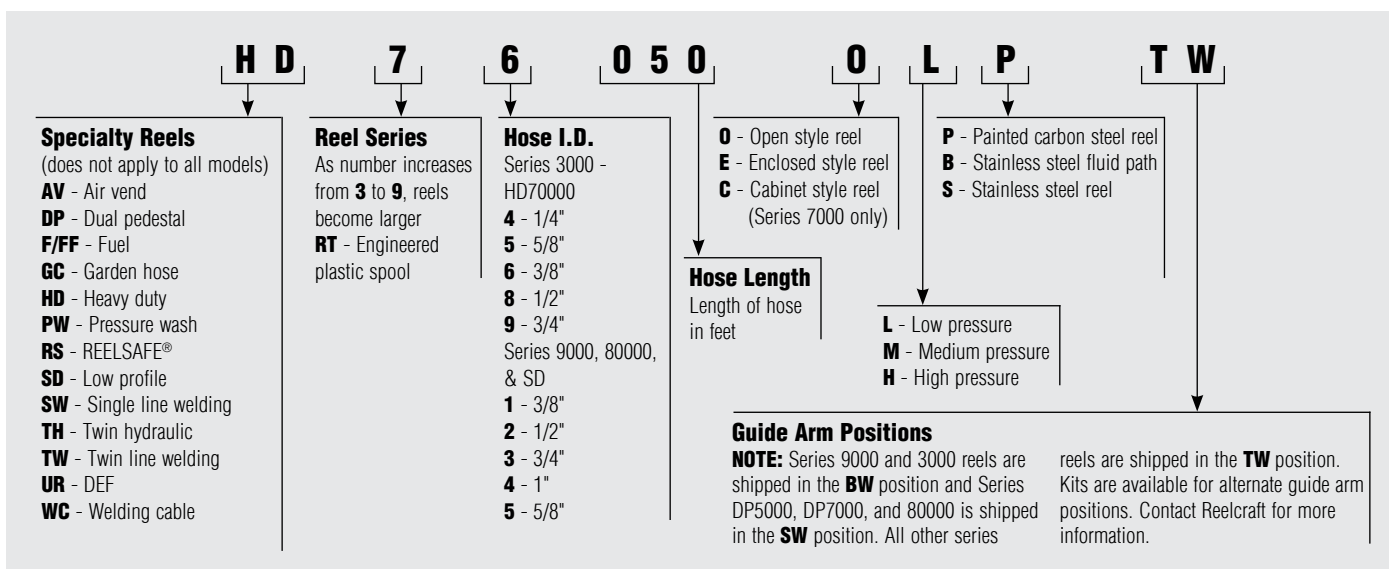 HD 7 6 050 O L P TW
Specialty Reels
(does not apply to all models)
AV - Air vend
DP - Dual pedestal
F/FF - Fuel
GC - Garden hose
HD - Heavy duty
PW - Pressure wash
RS - REELSAFE®
SD - Low profile
SW - Single line welding
TH - Twin hydraulic
TW - Twin line welding
UR - DEF
WC - Welding cable
Reel Series
As number increases
from 3 to 9, reels
become larger
RT - Engineered
plastic spool
Hose I.D.
Series 3000 -
HD70000
4 - 1/4"
5 - 5/8"
6 - 3/8"
8 - 1/2"
9 - 3/4"
Series 9000, 80000,
& SD
1 - 3/8"
2 - 1/2"
3 - 3/4"
4 - 1"
5 - 5/8"
Hose Length
Length of hose
in feet
O - Open style reel
E - Enclosed style reel
C - Cabinet style reel
(Series 7000 only)
L - Low pressure
M - Medium pressure
H - High pressure
P - Painted carbon steel reel
B - Stainless steel fluid path
S - Stainless steel reel
Guide Arm Positions
NOTE: Series 9000 and 3000 reels are
shipped in the BW position and Series
DP5000, DP7000, and 80000 is shipped
in the SW position. All other series
reels are shipped in the TW position.
Kits are available for alternate guide arm
positions. Contact Reelcraft for more
information.